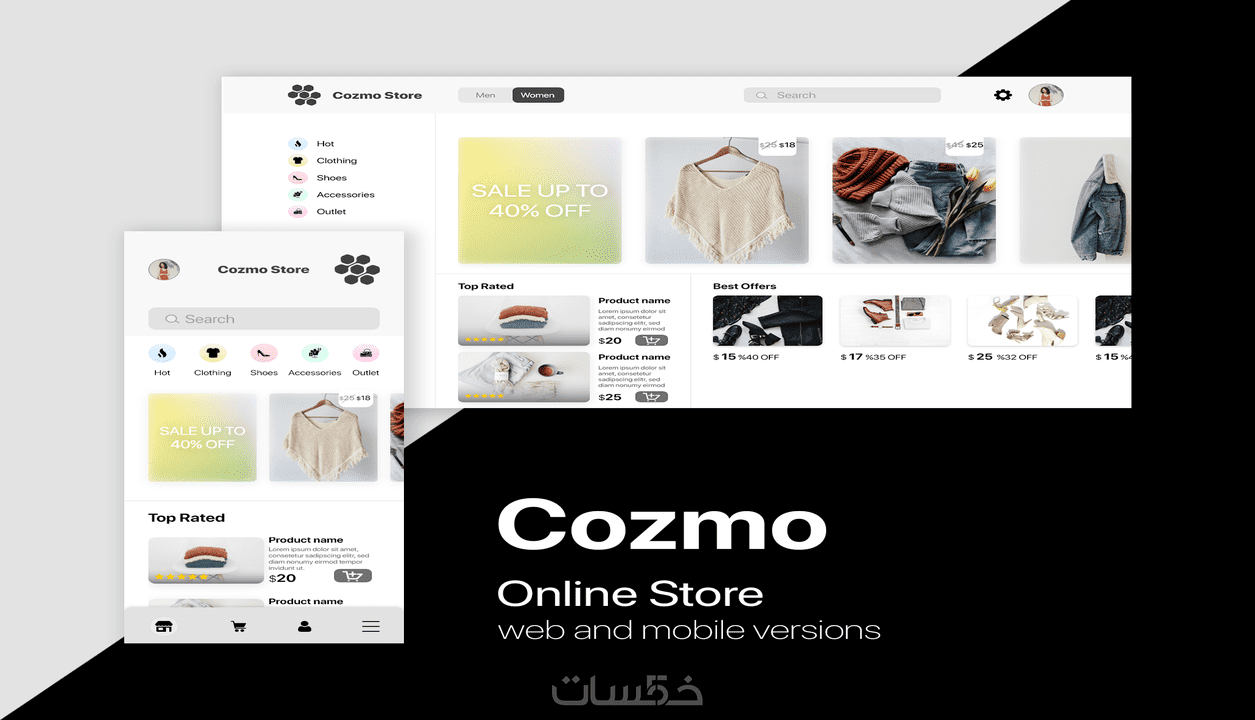 Cozmo Store
Men
Women
Search
Hot
Clothing
Shoes
Accessories
Outlet
SALE UP TO
40% OFF
$25 $18
$45 $25
Top Rated
Product name
Lorem ipsum dolor sit
amet, consetetur
sadipscing elitr, sed
diam nonumy eirmod
$20
Product name
Lorem ipsum dolor sit
amet, consetetur
sadipscing elitr, sed
diam nonumy eirmod
$25
Best Offers
$ 15 %40 OFF
$ 17 %35 OFF
$ 25 %32 OFF
$ 15 %4
Cozmo Store
Search
Hot
Clothing
Shoes
Accessories
Outlet
SALE UP TO
40% OFF
$25 $18
Top Rated
Product name
Lorem ipsum dolor sit amet,
consetetur sadipscing elitr, sed
diam nonumy eirmod tempor
invidunt ut.
$20
Product name
Cozmo
Online Store
web and mobile versions
خمسات